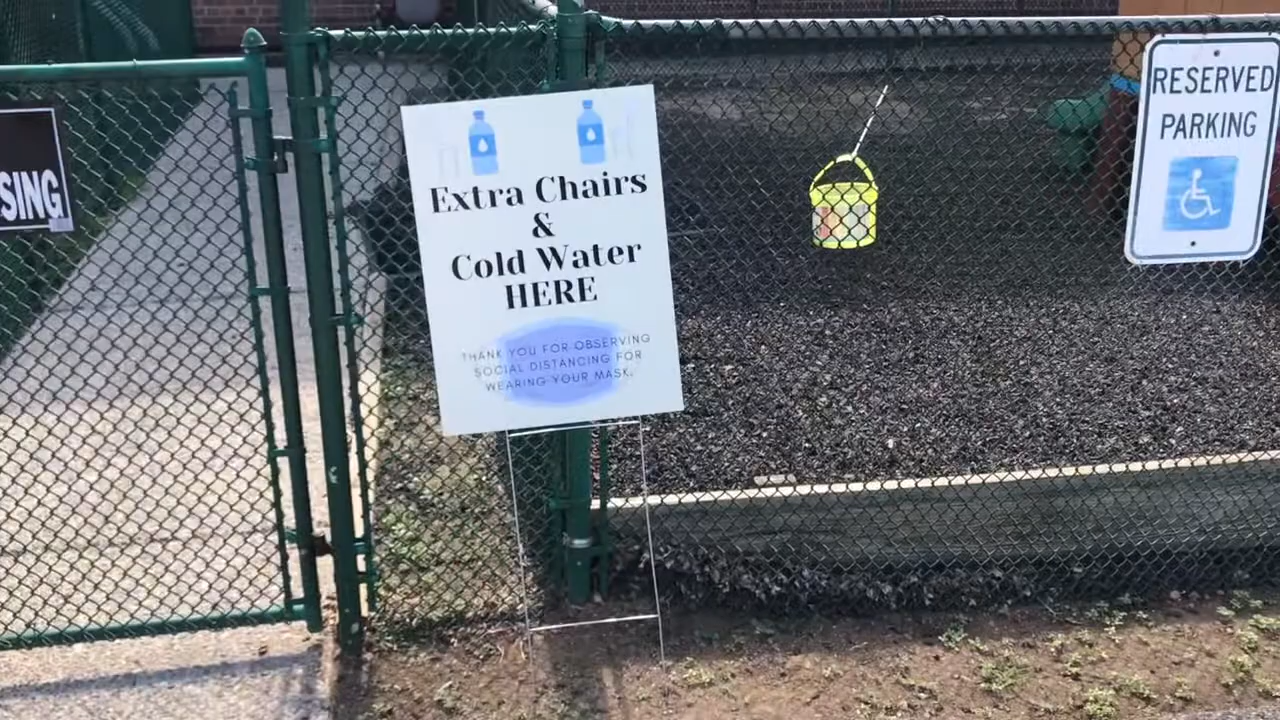 SING
Extra Chairs
&
Cold Water
HERE
THANK YOU FOR OBSERVING
SOCIAL DISTANCING FOR
WEARING YOUR MASK.
RESERVED
PARKING